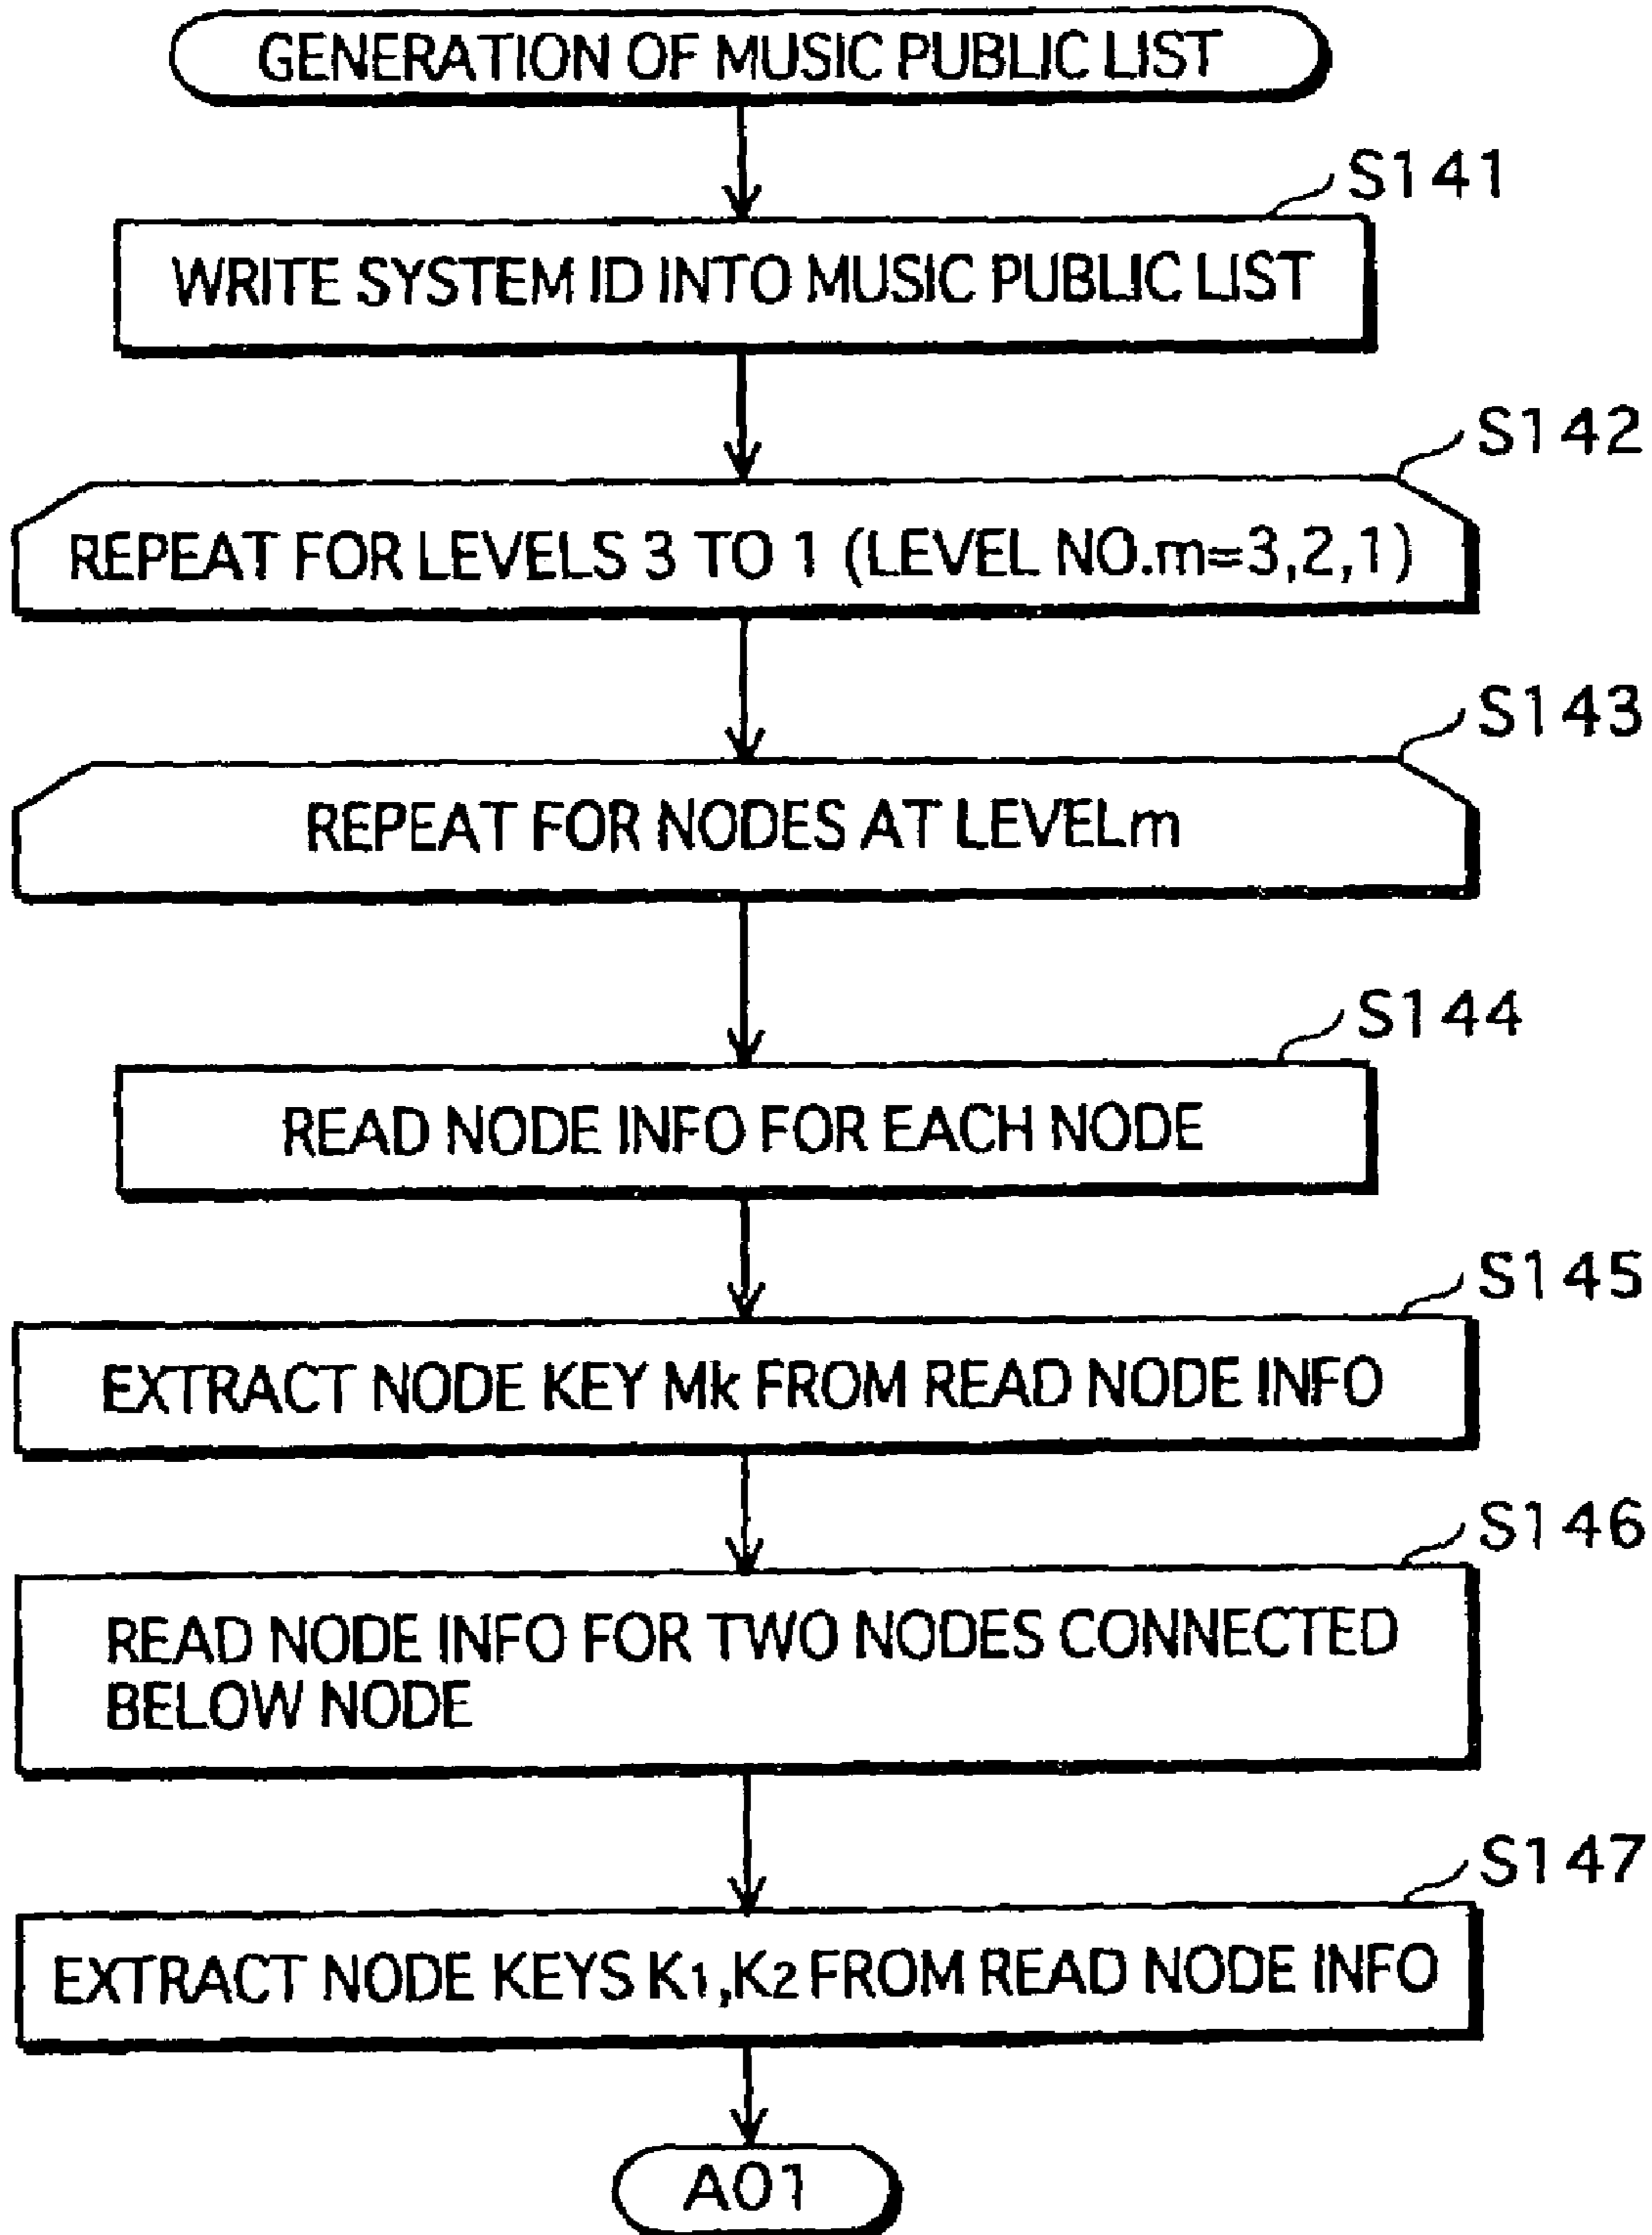 GENERATION OF MUSIC PUBLIC LIST
S141
WRITE SYSTEM ID INTO MUSIC PUBLIC LIST
S142
REPEAT FOR LEVELS 3 TO 1 (LEVEL NO.m=3,2,1)
S143
REPEAT FOR NODES AT LEVELm
S144
READ NODE INFO FOR EACH NODE
S145
EXTRACT NODE KEY Mk FROM READ NODE INFO
S146
READ NODE INFO FOR TWO NODES CONNECTED
BELOW NODE
S147
EXTRACT NODE KEYS K1,K2 FROM READ NODE INFO
A01